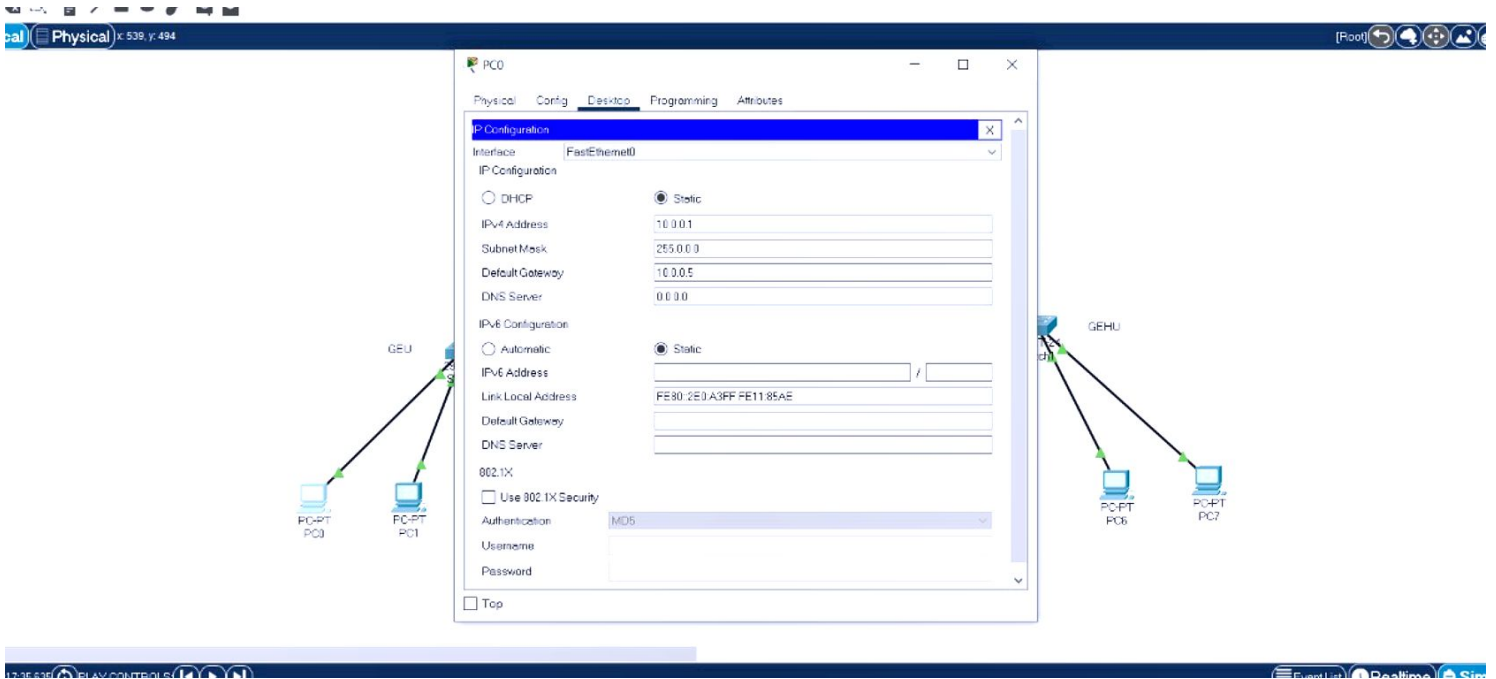 Physical x: 539, y: 494
[Root]
PC0
Physical Config Desktop Programming Attributes
IP Configuration X
Interface FastEthernet0
IP Configuration
DHCP Static
IPv4 Address 10.0.0.1
Subnet Mask 255.0.0.0
Default Gateway 10.0.0.5
DNS Server 0.0.0.0
IPv6 Configuration
Automatic Static
IPv6 Address /
Link Local Address FE80::2E0:A3FF:FE11:85AE
Default Gateway
DNS Server
802.1X
Use 802.1X Security
Authentication MD5
Username
Password
Top
GEU
PC-PT
PC0
PC-PT
PC1
GEHU
PC-PT
PC6
PC-PT
PC7
PLAY CONTROLS
Event List Realtime